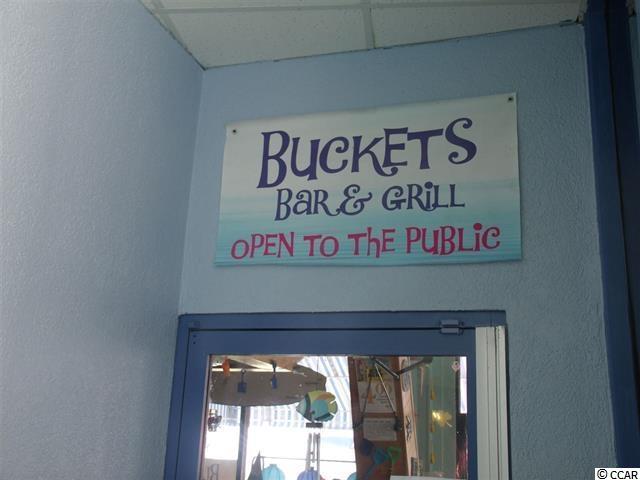 BUCKETS
BAR & GRILL
OPEN TO THE PUBLIC
© CCAR